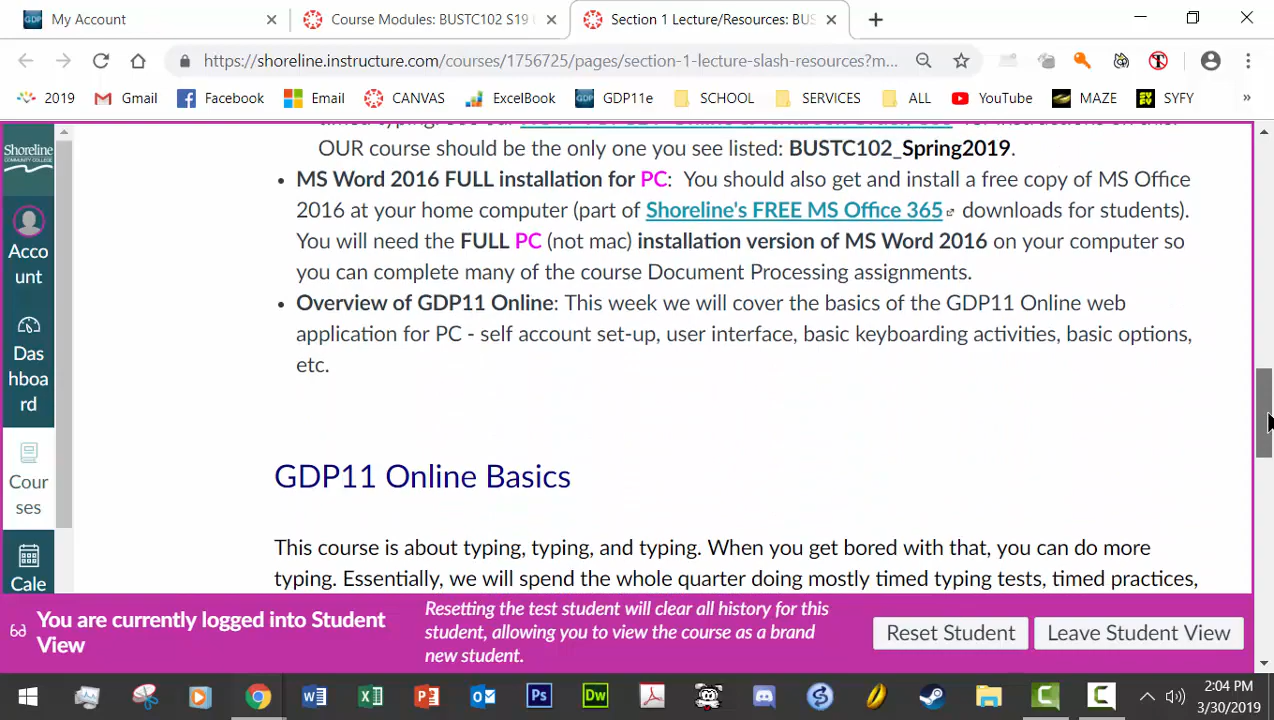 My Account
Course Modules: BUSTC102 S19
Section 1 Lecture/Resources: BUS
https://shoreline.instructure.com/courses/1756725/pages/section-1-lecture-slash-resources?m...
2019 Gmail Facebook Email CANVAS ExcelBook GDP11e SCHOOL SERVICES ALL YouTube MAZE SYFY »
Shoreline
COMMUNITY COLLEGE
Acco
unt
Das
hboa
rd
Cour
ses
Cale
OUR course should be the only one you see listed: BUSTC102_Spring2019.
• MS Word 2016 FULL installation for PC: You should also get and install a free copy of MS Office
2016 at your home computer (part of Shoreline's FREE MS Office 365 downloads for students).
You will need the FULL PC (not mac) installation version of MS Word 2016 on your computer so
you can complete many of the course Document Processing assignments.
• Overview of GDP11 Online: This week we will cover the basics of the GDP11 Online web
application for PC - self account set-up, user interface, basic keyboarding activities, basic options,
etc.
GDP11 Online Basics
This course is about typing, typing, and typing. When you get bored with that, you can do more
typing. Essentially, we will spend the whole quarter doing mostly timed typing tests, timed practices,
You are currently logged into Student
View
Resetting the test student will clear all history for this
student, allowing you to view the course as a brand
new student.
Reset Student
Leave Student View
2:04 PM
3/30/2019